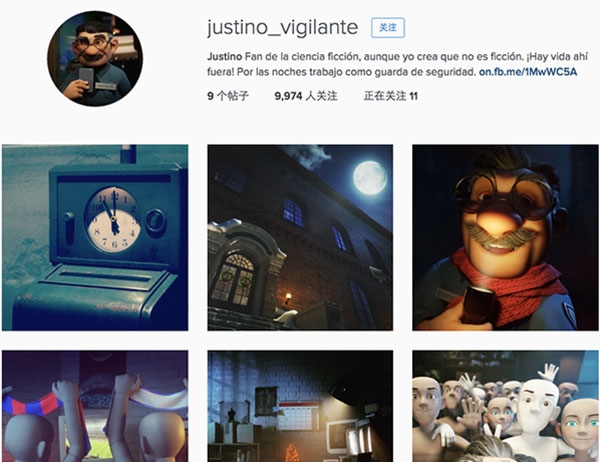 justino_vigilante 关注
Justino Fan de la ciencia ficción, aunque yo crea que no es ficción. ¡Hay vida ahí
fuera! Por las noches trabajo como guarda de seguridad. on.fb.me/1MwWC5A
9 个帖子 9,974 人关注 正在关注 11